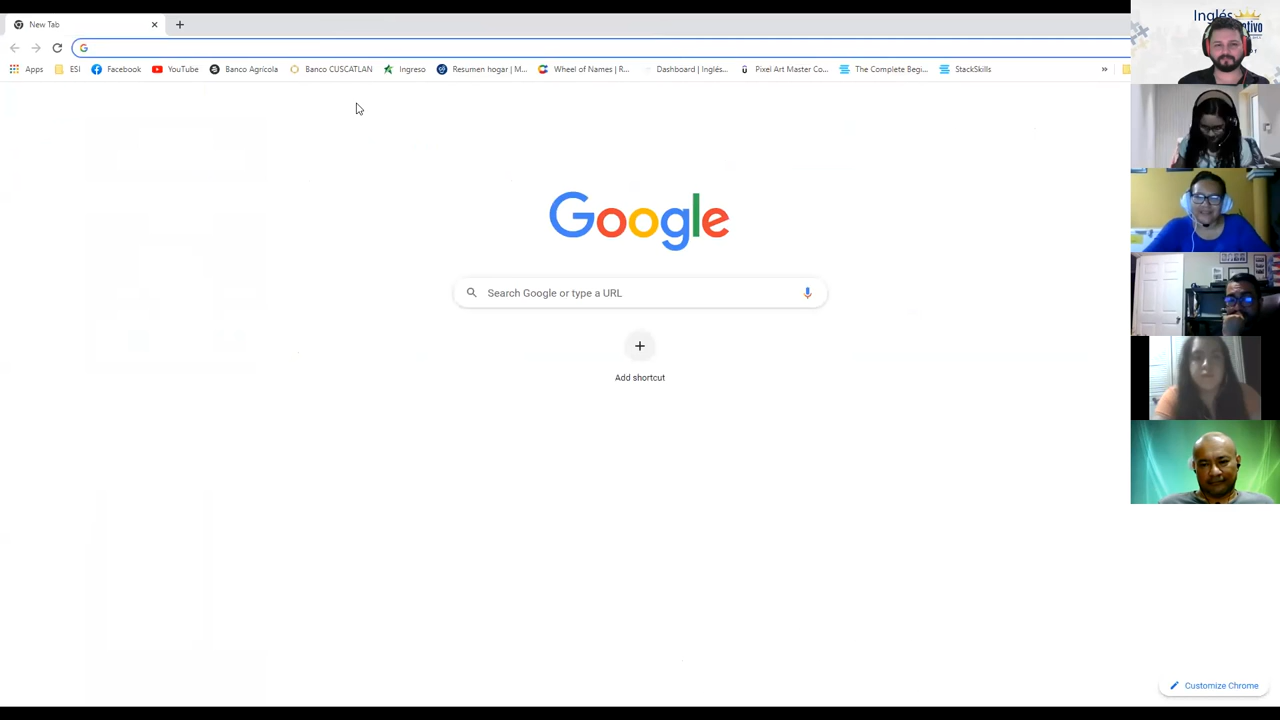 New Tab
Apps ESI Facebook YouTube Banco Agrícola Banco CUSCATLAN Ingreso Resumen hogar | M... Wheel of Names | R... Dashboard | Inglés... Pixel Art Master Co... The Complete Begi... StackSkills »
Google
Search Google or type a URL
Add shortcut
Customize Chrome
Inglés